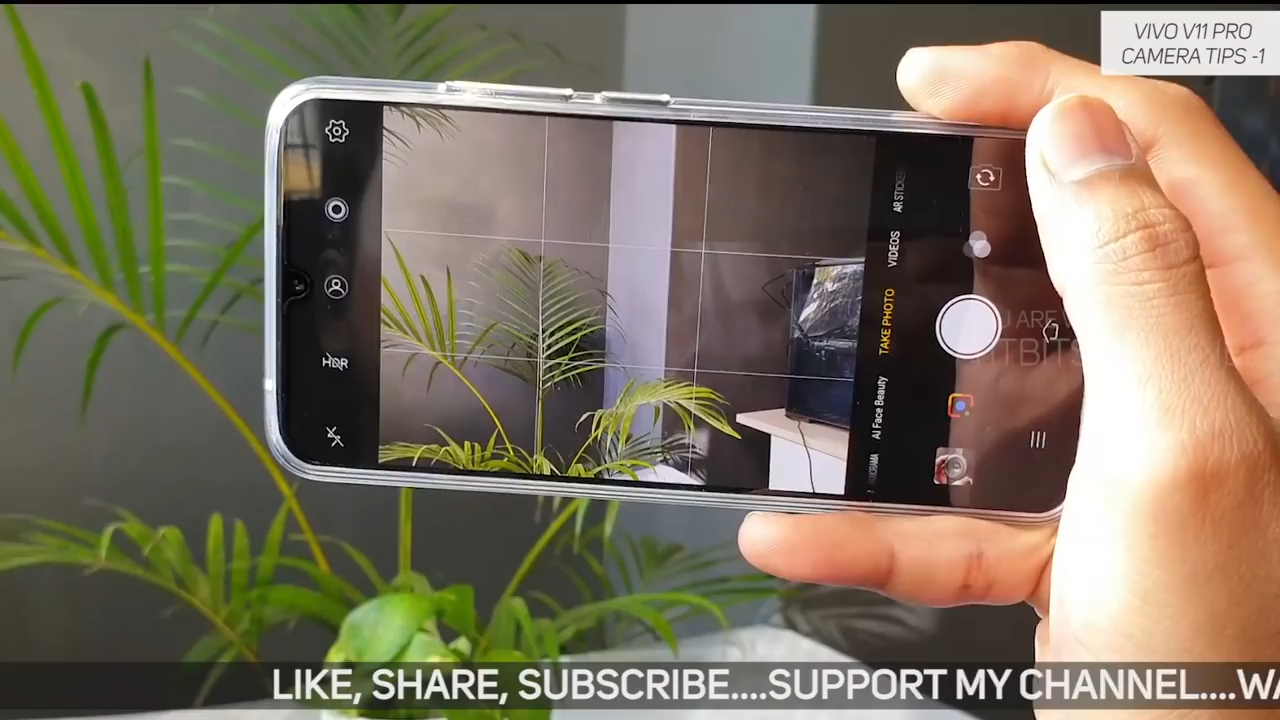 VIVO V11 PRO
CAMERA TIPS -1
AR STICKER
VIDEOS
TAKE PHOTO
AI Face Beauty
HDR
LIKE, SHARE, SUBSCRIBE....SUPPORT MY CHANNEL....WA